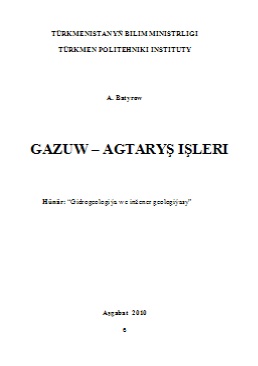 TÜRKMENISTANYŇ BILIM MINISTRLIGI
TÜRKMEN POLITEHNIKI INSTITUTY
A. Batyrow
GAZUW – AGTARYŞ IŞLERI
Hünär: "Gidrogeologiýa we inžener geologiýasy"
Aşgabat 2010
6